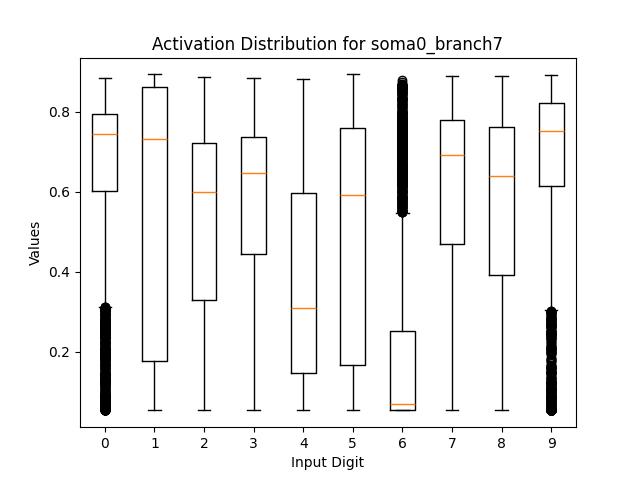 Activation Distribution for soma0_branch7
0.8
0.6
0.4
0.2
Values
0 1 2 3 4 5 6 7 8 9
Input Digit